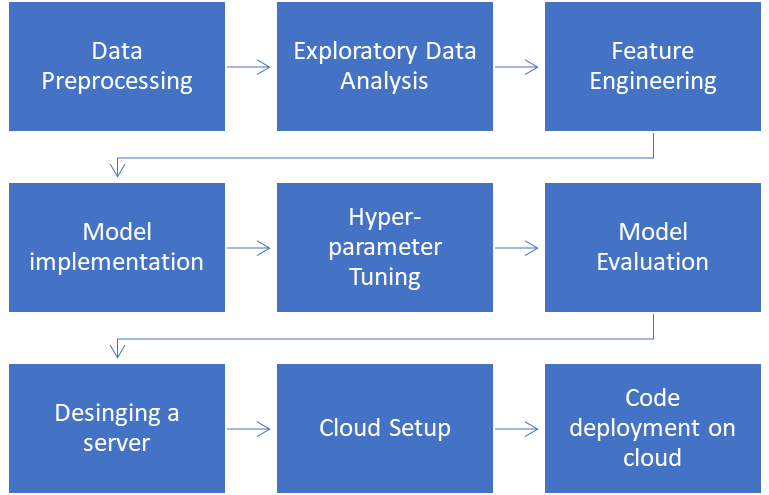 Data
Preprocessing
Exploratory Data
Analysis
Feature
Engineering
Model
implementation
Hyper-
parameter
Tuning
Model
Evaluation
Desinging a
server
Cloud Setup
Code
deployment on
cloud